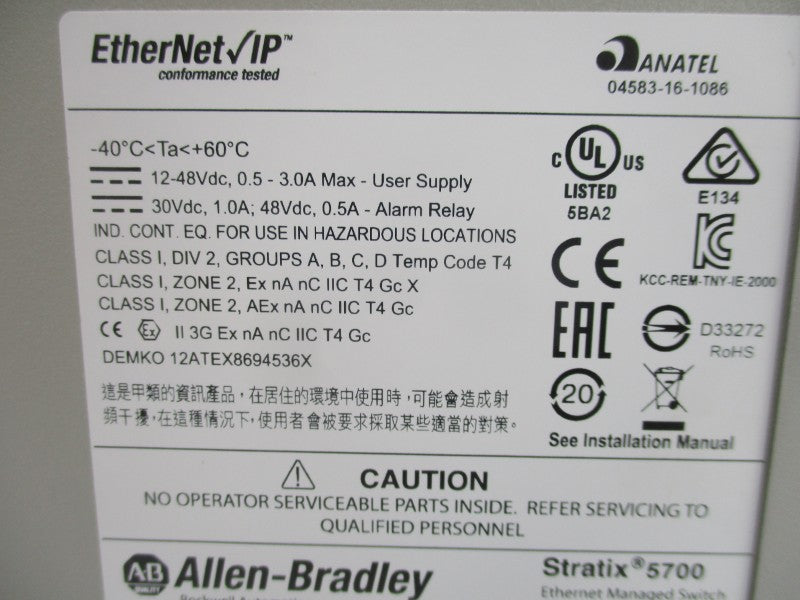 EtherNet/IP™
conformance tested
ANATEL
04583-16-1086
-40°C<Ta<+60°C
12-48Vdc, 0.5 - 3.0A Max - User Supply
30Vdc, 1.0A; 48Vdc, 0.5A - Alarm Relay
IND. CONT. EQ. FOR USE IN HAZARDOUS LOCATIONS
CLASS I, DIV 2, GROUPS A, B, C, D Temp Code T4
CLASS I, ZONE 2, Ex nA nC IIC T4 Gc X
CLASS I, ZONE 2, AEx nA nC IIC T4 Gc
CE Ex II 3G Ex nA nC IIC T4 Gc
DEMKO 12ATEX8694536X
這是甲類的資訊產品，在居住的環境中使用時，可能會造成射
頻干擾，在這種情況下，使用者會被要求採取某些適當的對策。
C UL US
LISTED
5BA2
E134
CE
KC
KCC-REM-TNY-IE-2000
EAC
D33272
RoHS
20
See Installation Manual
CAUTION
NO OPERATOR SERVICEABLE PARTS INSIDE. REFER SERVICING TO
QUALIFIED PERSONNEL
AB
QUALITY
Allen-Bradley
Rockwell Automation
Stratix®5700
Ethernet Managed Switch